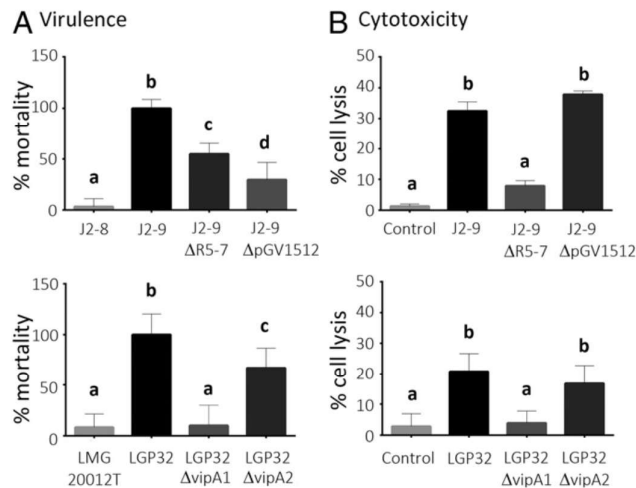 A Virulence
% mortality
150
100
50
0
a
b
c
d
J2-8
J2-9
J2-9
ΔR5-7
J2-9
ΔpGV1512
B Cytotoxicity
% cell lysis
50
40
30
20
10
0
a
b
a
b
Control
J2-9
J2-9
ΔR5-7
J2-9
ΔpGV1512
% mortality
150
100
50
0
a
b
a
c
LMG
20012T
LGP32
LGP32
ΔvipA1
LGP32
ΔvipA2
% cell lysis
50
40
30
20
10
0
a
b
a
b
Control
LGP32
LGP32
ΔvipA1
LGP32
ΔvipA2